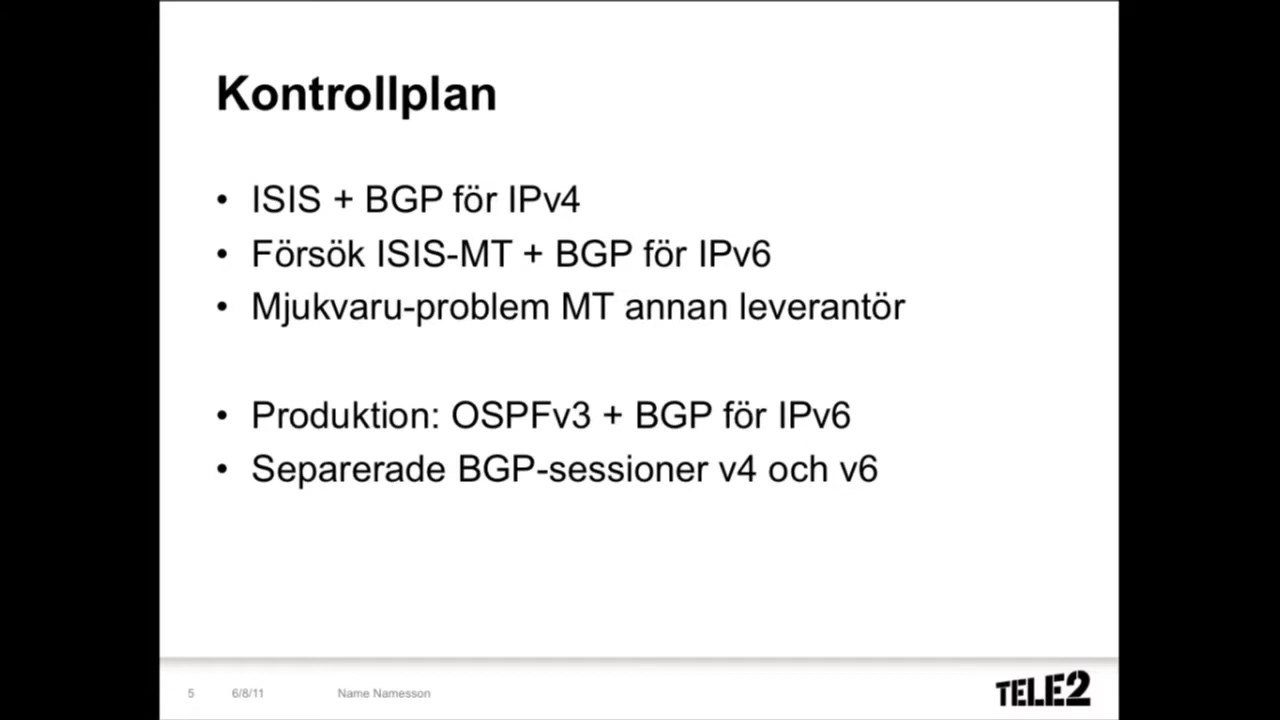 Kontrollplan
• ISIS + BGP för IPv4
• Försök ISIS-MT + BGP för IPv6
• Mjukvaru-problem MT annan leverantör
• Produktion: OSPFv3 + BGP för IPv6
• Separerade BGP-sessioner v4 och v6
5 6/8/11 Name Namesson TELE2